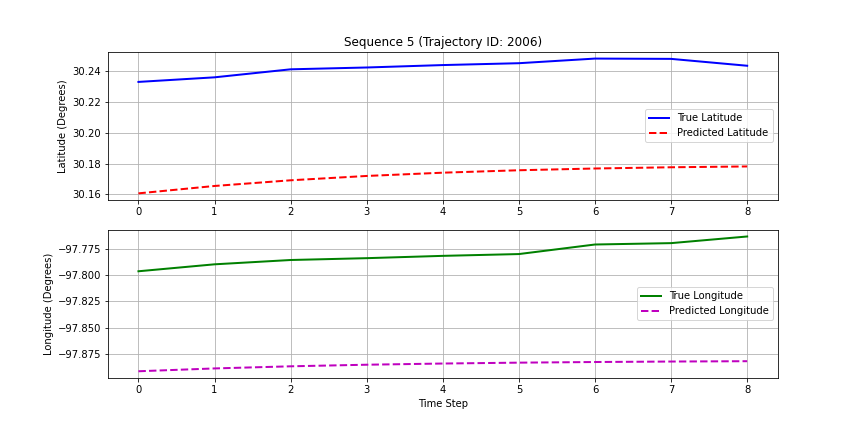 Sequence 5 (Trajectory ID: 2006)
Latitude (Degrees)
30.24
30.22
30.20
30.18
30.16
True Latitude
Predicted Latitude
0 1 2 3 4 5 6 7 8
Longitude (Degrees)
−97.775
−97.800
−97.825
−97.850
−97.875
True Longitude
Predicted Longitude
0 1 2 3 4 5 6 7 8
Time Step